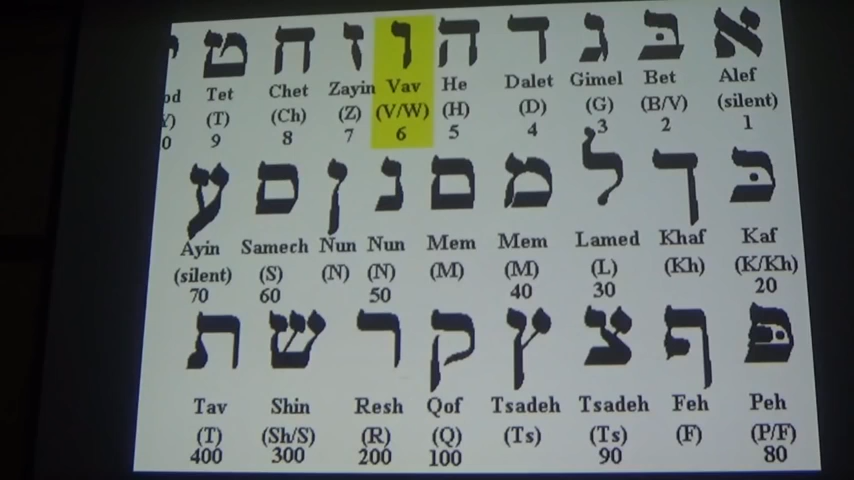 א בּ ג ד ה ו ז ח ט
Alef Bet Gimel Dalet He Vav Zayin Chet Tet
(silent) (B/V) (G) (D) (H) (V/W) (Z) (Ch) (T)
1 2 3 4 5 6 7 8 9
כּ ך ל מ ם נ ן ס ע
Kaf Khaf Lamed Mem Mem Nun Nun Samech Ayin
(K/Kh) (Kh) (L) (M) (M) (N) (N) (S) (silent)
20 30 40 50 60 70
פּ ף צ ץ ק ר ש ת
Peh Feh Tsadeh Tsadeh Qof Resh Shin Tav
(P/F) (F) (Ts) (Ts) (Q) (R) (Sh/S) (T)
80 90 100 200 300 400